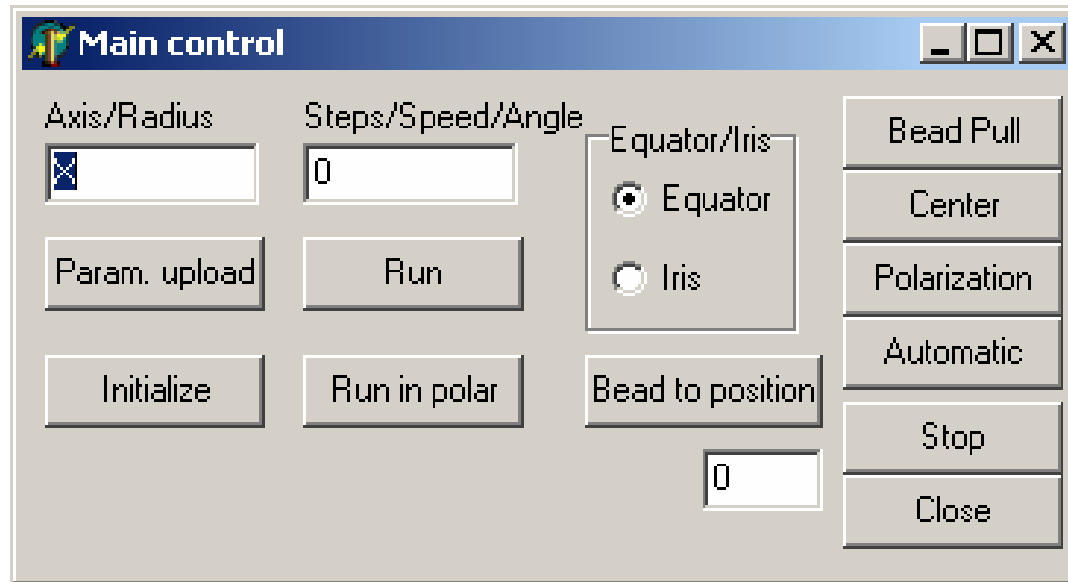 Main control
Axis/Radius
Steps/Speed/Angle
X
0
Equator/Iris
Equator
Iris
Param. upload
Run
Initialize
Run in polar
Bead to position
0
Bead Pull
Center
Polarization
Automatic
Stop
Close